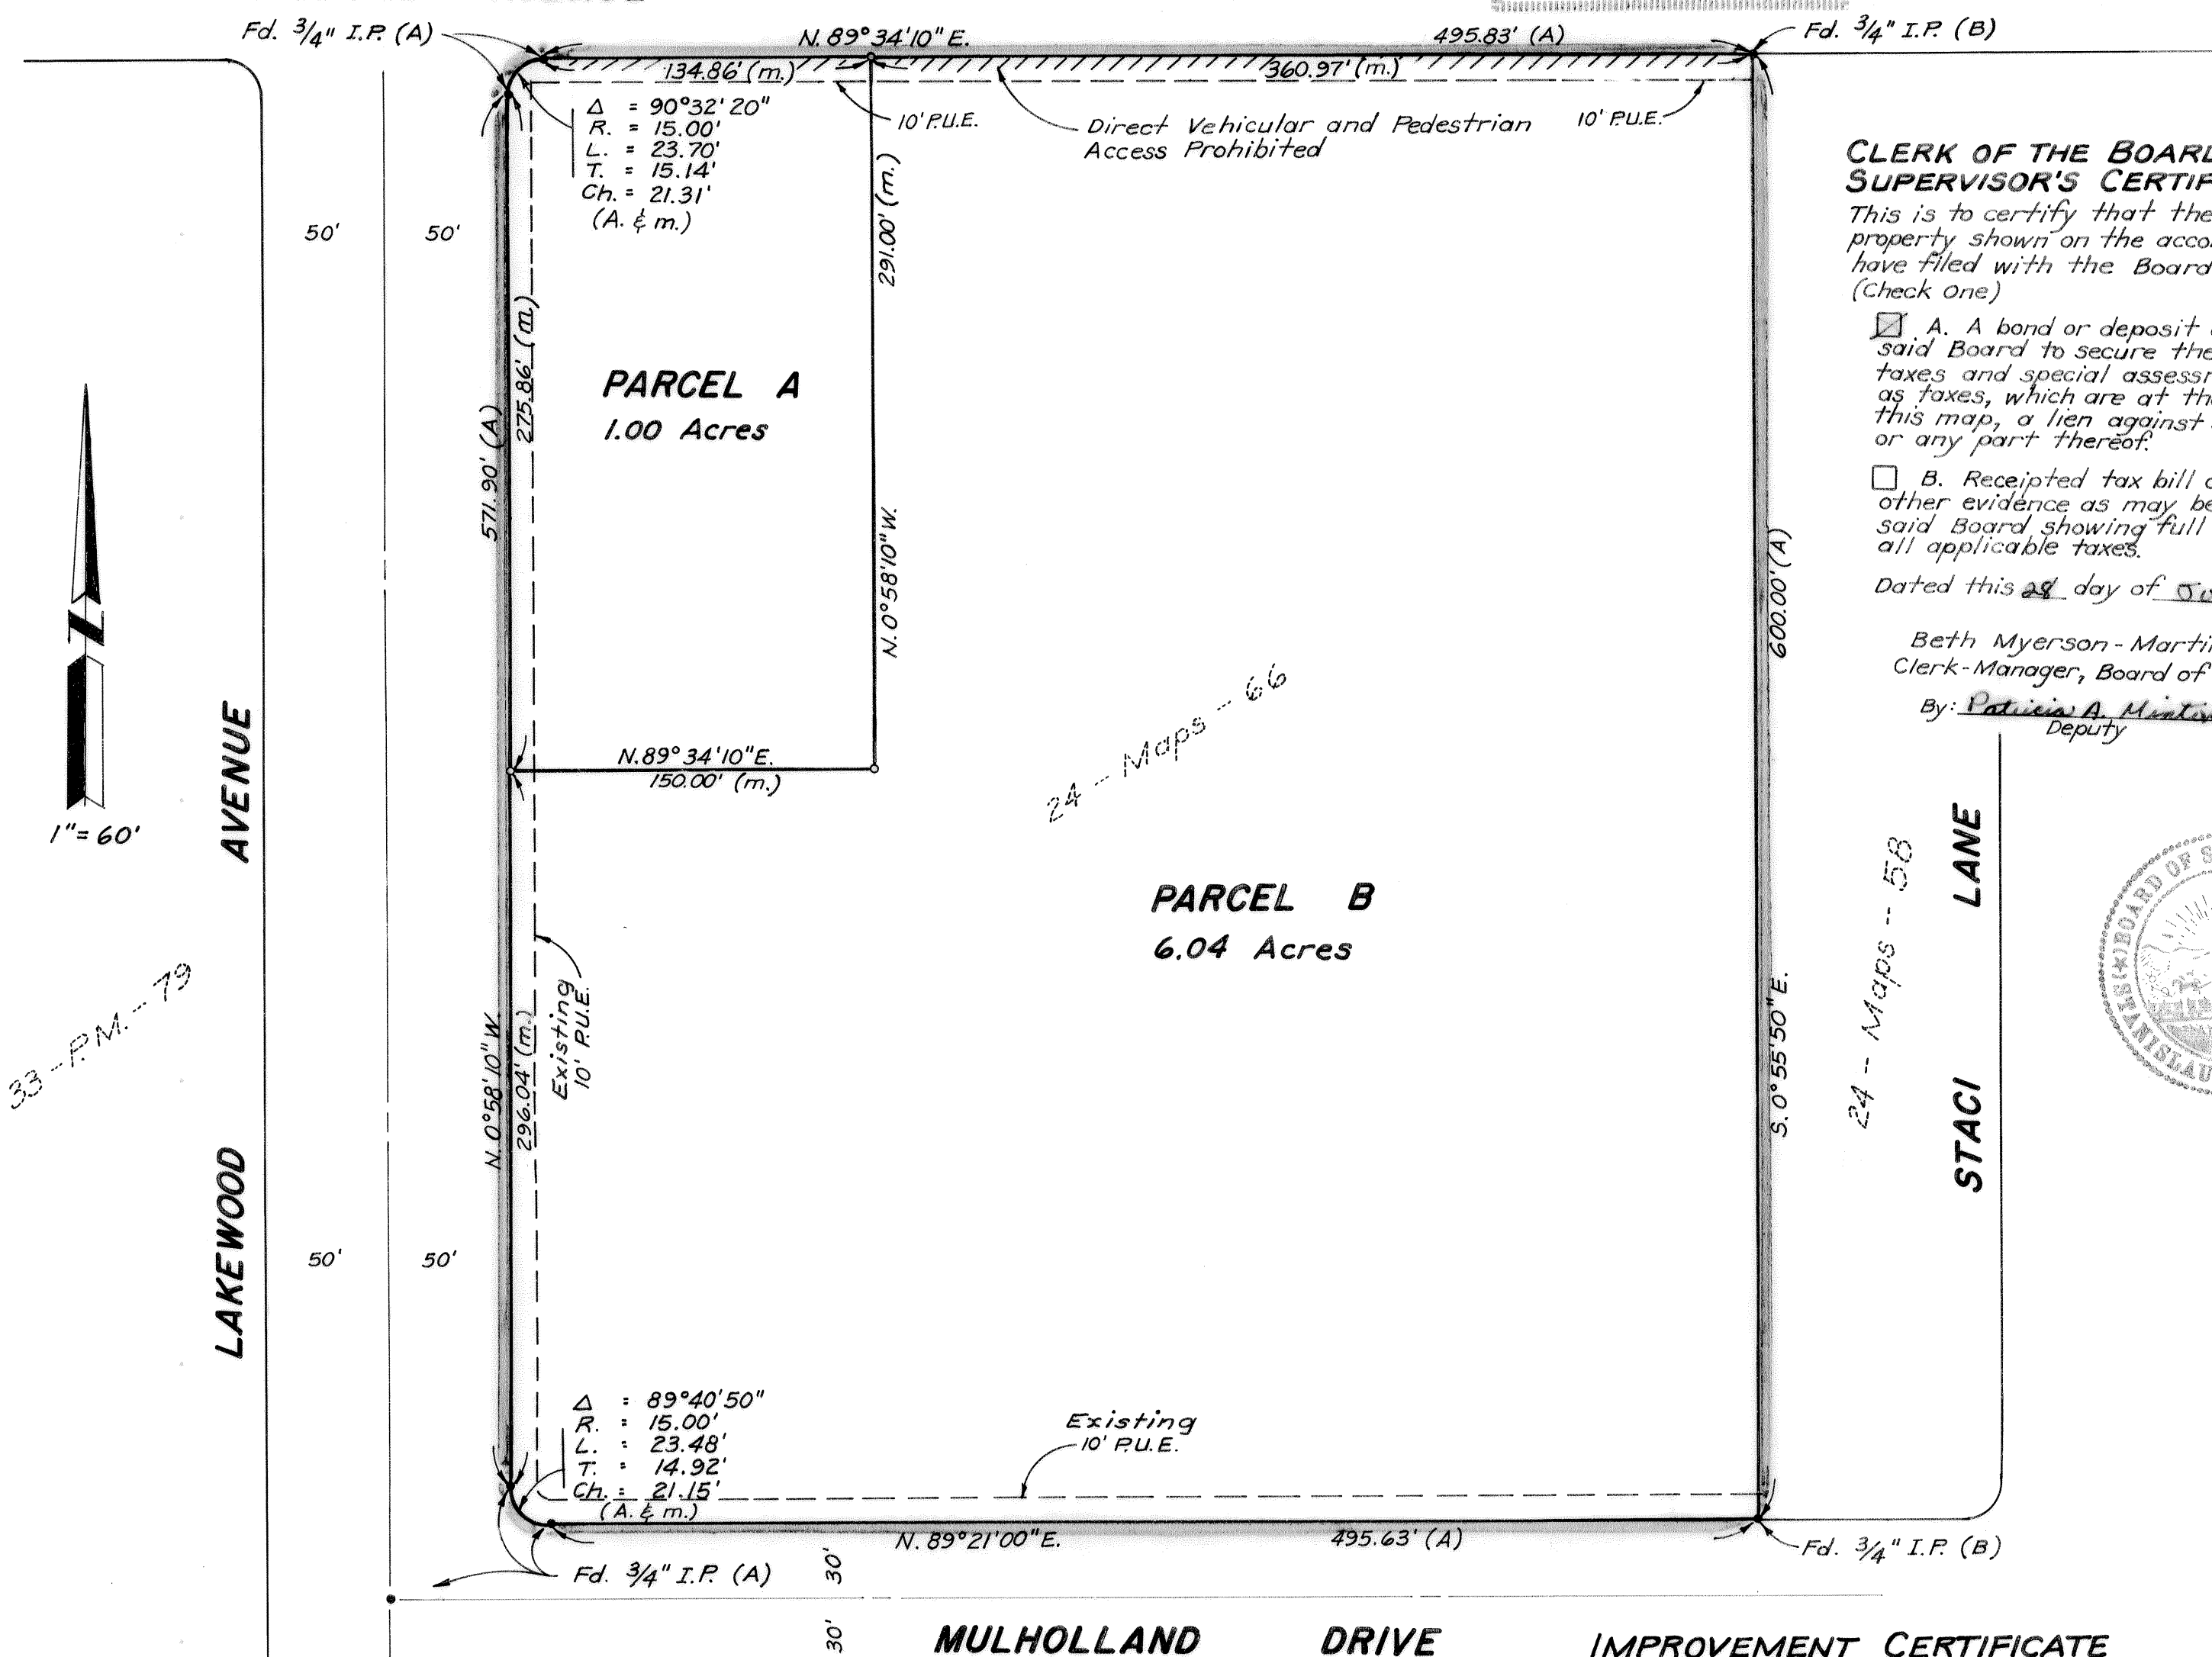 Fd. 3/4" I.P. (A)
N. 89°34'10" E.
495.83' (A)
Fd. 3/4" I.P. (B)
134.86' (m.)
360.97' (m.)
Δ = 90°32'20"
R. = 15.00'
L. = 23.70'
T. = 15.14'
Ch. = 21.31'
(A. & m.)
10' P.U.E.
Direct Vehicular and Pedestrian
Access Prohibited
10' P.U.E.
50'
50'
291.00' (m.)
N. 0°58'10" W.
275.86' (m.)
571.90' (A)
PARCEL A
1.00 Acres
N. 89°34'10" E.
150.00' (m.)
24 -- Maps -- 66
600.00' (A)
S. 0°55'50" E.
1" = 60'
LAKEWOOD AVENUE
33 -- P.M. -- 79
PARCEL B
6.04 Acres
N. 0°58'10" W.
296.04' (m.)
Existing
10' P.U.E.
50'
50'
Δ = 89°40'50"
R. = 15.00'
L. = 23.48'
T. = 14.92'
Ch. = 21.15'
(A. & m.)
Existing
10' P.U.E.
N. 89°21'00" E.
495.63' (A)
Fd. 3/4" I.P. (A)
Fd. 3/4" I.P. (B)
30'
30'
MULHOLLAND DRIVE
24 -- Maps -- 5B
STACI LANE
CLERK OF THE BOARD
SUPERVISOR'S CERTIF
This is to certify that the
property shown on the acco
have filed with the Board
(Check One)
A. A bond or deposit
said Board to secure the
taxes and special assessm
as taxes, which are at th
this map, a lien against
or any part thereof.
B. Receipted tax bill
other evidence as may be
said Board, showing full
all applicable taxes.
Dated this 28 day of
Beth Myerson-Marti
Clerk-Manager, Board of
By: Patricia A.
Deputy
BOARD OF S
STANISLAU
IMPROVEMENT CERTIFICATE